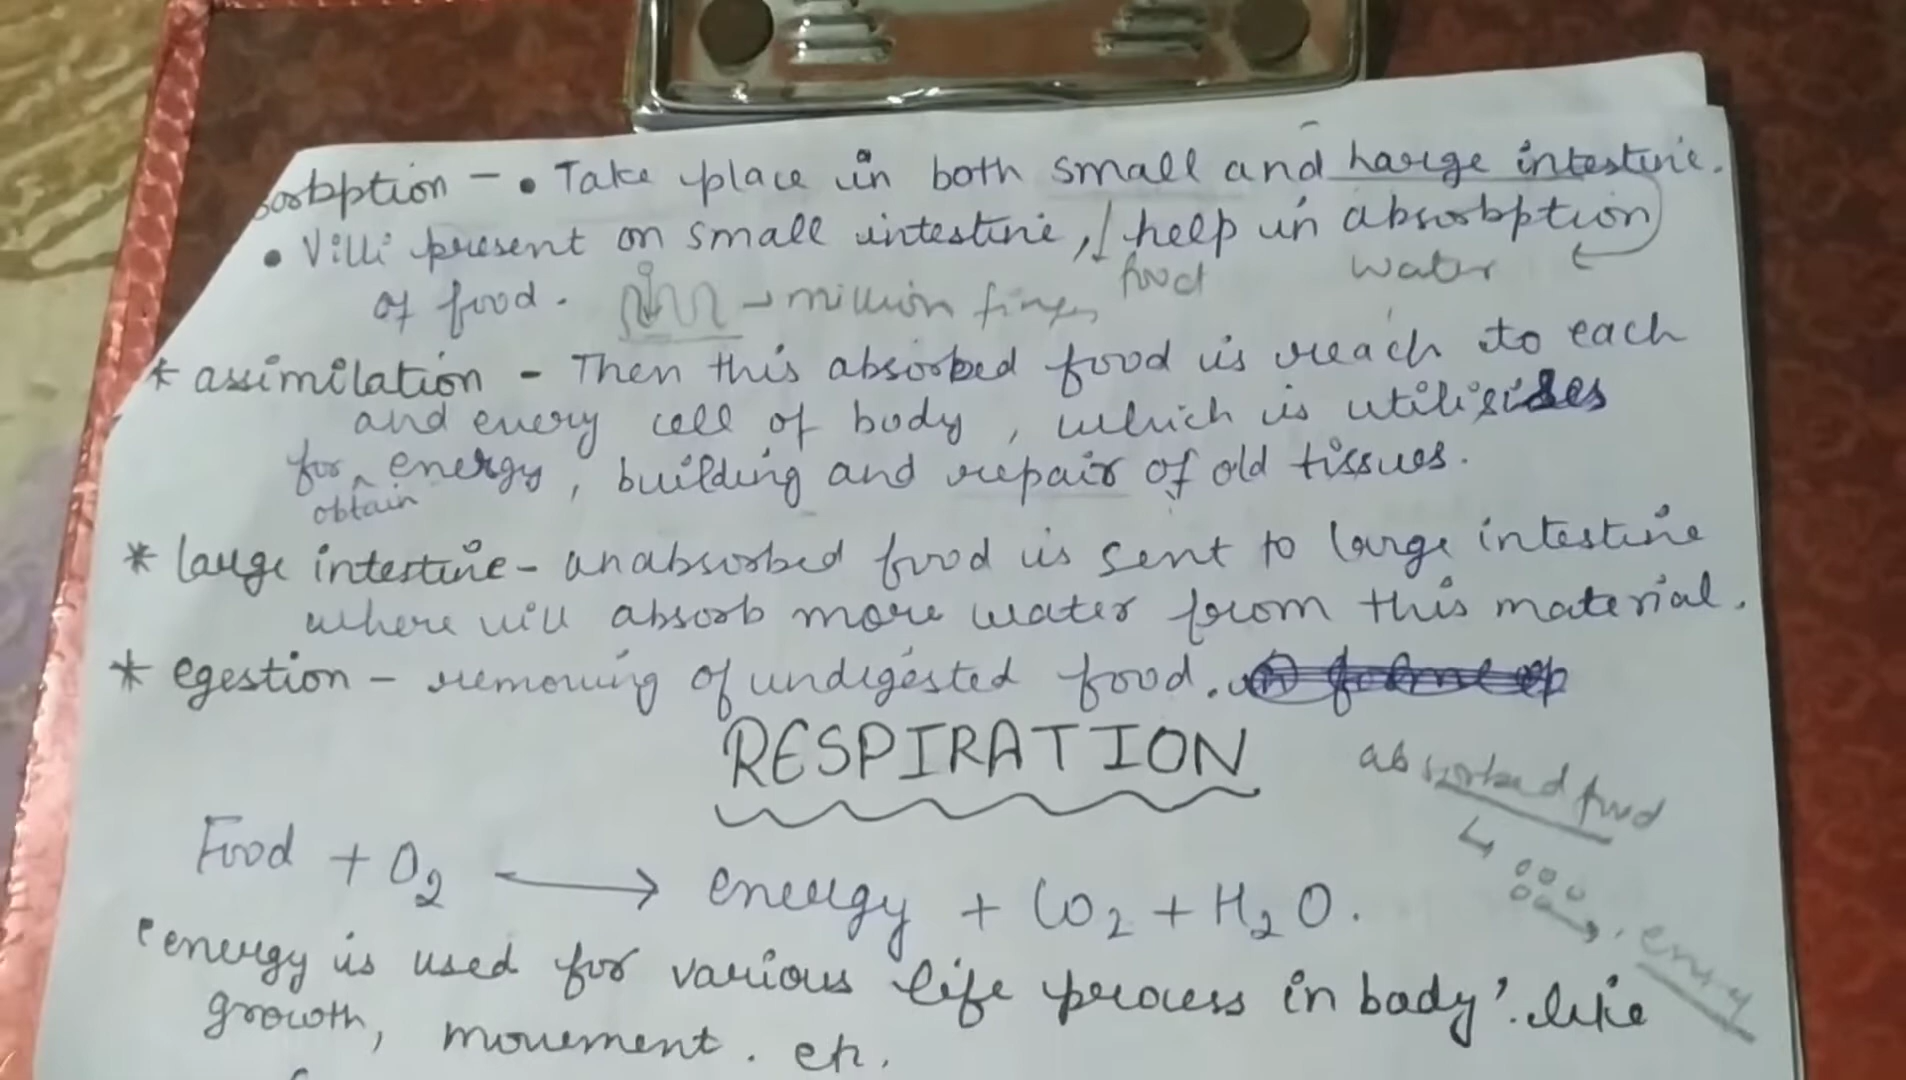 sorbption - • Take place in both small and large intestine.
• Villi present on small intestine, help in absorbption
food water
of food. → million finger
* assimilation - Then this absorbed food is reach to each
and every cell of body, which is utilisises
for energy, building and repair of old tissues.
obtain
* large intestine - unabsorbed food is sent to large intestine
where will absorb more water from this material.
* egestion - removing of undigested food.
RESPIRATION
absorbed food
Food + O2 → energy + CO2 + H2O.
energy
• energy is used for various life process in body'. like
growth, movement. etc.